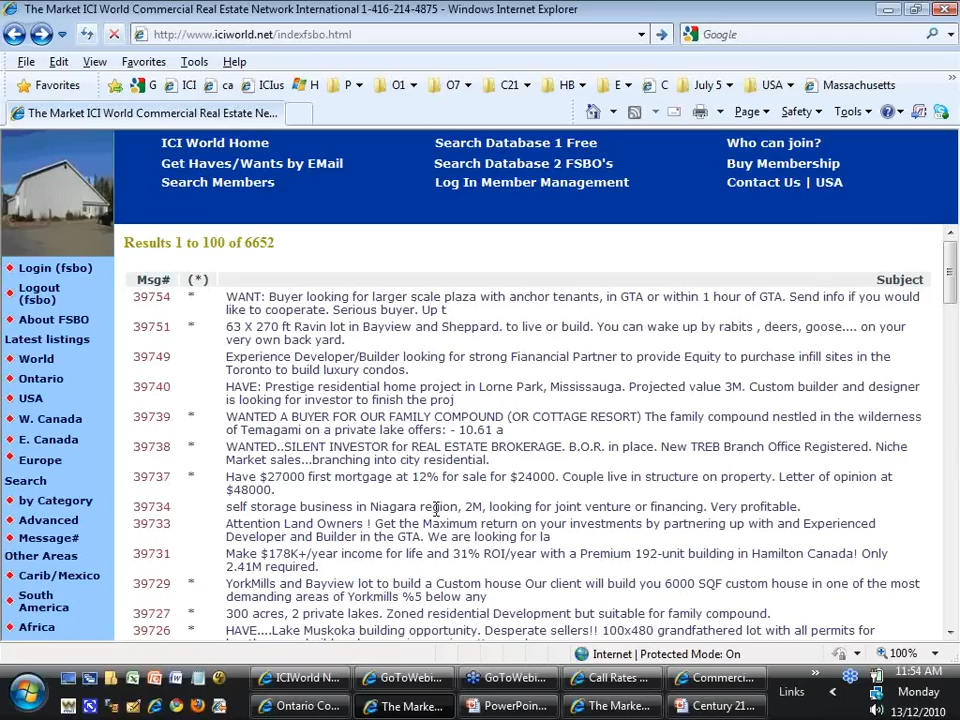 The Market ICI World Commercial Real Estate Network International 1-416-214-4875 - Windows Internet Explorer
http://www.iciworld.net/indexfsbo.html
Google
File Edit View Favorites Tools Help
Favorites G ICI ca ICIus H P O1 O7 C21 HB E C July 5 USA Massachusetts
The Market ICI World Commercial Real Estate Ne...
Page Safety Tools
ICI World Home Search Database 1 Free Who can join?
Get Haves/Wants by EMail Search Database 2 FSBO's Buy Membership
Search Members Log In Member Management Contact Us | USA
Login (fsbo)
Logout
(fsbo)
About FSBO
Latest listings
World
Ontario
USA
W. Canada
E. Canada
Europe
Search
by Category
Advanced
Message#
Other Areas
Carib/Mexico
South
America
Africa
Results 1 to 100 of 6652
Msg# (*) Subject
39754 * WANT: Buyer looking for larger scale plaza with anchor tenants, in GTA or within 1 hour of GTA. Send info if you would
like to cooperate. Serious buyer. Up t
39751 * 63 X 270 ft Ravin lot in Bayview and Sheppard. to live or build. You can wake up by rabits , deers, goose.... on your
very own back yard.
39749 Experience Developer/Builder looking for strong Fianancial Partner to provide Equity to purchase infill sites in the
Toronto to build luxury condos.
39740 HAVE: Prestige residential home project in Lorne Park, Mississauga. Projected value 3M. Custom builder and designer
is looking for investor to finish the proj
39739 * WANTED A BUYER FOR OUR FAMILY COMPOUND (OR COTTAGE RESORT) The family compound nestled in the wilderness
of Temagami on a private lake offers: - 10.61 a
39738 * WANTED..SILENT INVESTOR for REAL ESTATE BROKERAGE. B.O.R. in place. New TREB Branch Office Registered. Niche
Market sales...branching into city residential.
39737 * Have $27000 first mortgage at 12% for sale for $24000. Couple live in structure on property. Letter of opinion at
$48000.
39734 self storage business in Niagara region, 2M, looking for joint venture or financing. Very profitable.
39733 Attention Land Owners ! Get the Maximum return on your investments by partnering up with and Experienced
Developer and Builder in the GTA. We are looking for la
39731 Make $178K+/year income for life and 31% ROI/year with a Premium 192-unit building in Hamilton Canada! Only
2.41M required.
39729 * YorkMills and Bayview lot to build a Custom house Our client will build you 6000 SQF custom house in one of the most
demanding areas of Yorkmills %5 below any
39727 * 300 acres, 2 private lakes. Zoned residential Development but suitable for family compound.
39726 * HAVE....Lake Muskoka building opportunity. Desperate sellers!! 100x480 grandfathered lot with all permits for
Internet | Protected Mode: On 100%
ICIWorld N... GoToWebi... GoToWebi... Call Rates ... Commerci... 11:54 AM
Links Monday
Ontario Co... The Marke... PowerPoin... The Marke... Century 21... 13/12/2010